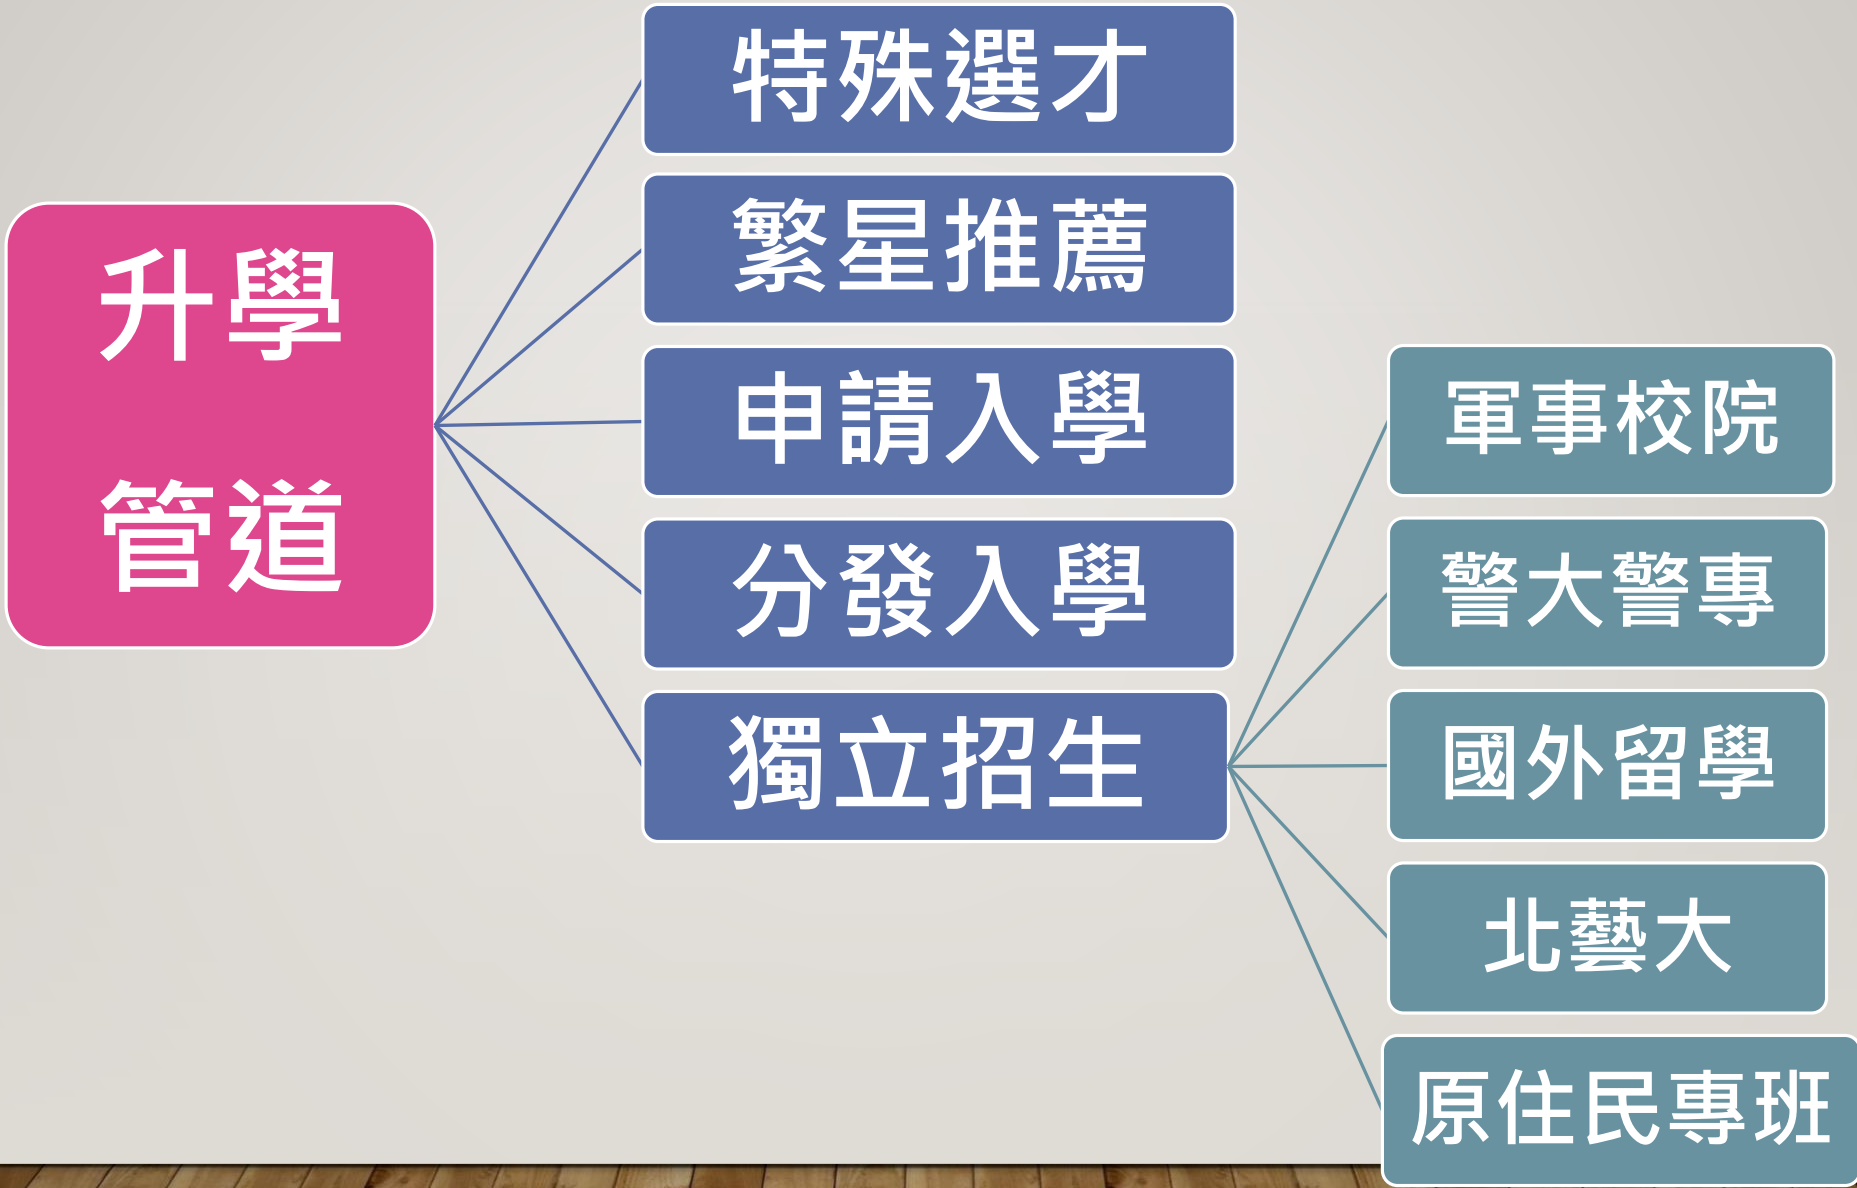 升學
管道
特殊選才
繁星推薦
申請入學
分發入學
獨立招生
軍事校院
警大警專
國外留學
北藝大
原住民專班